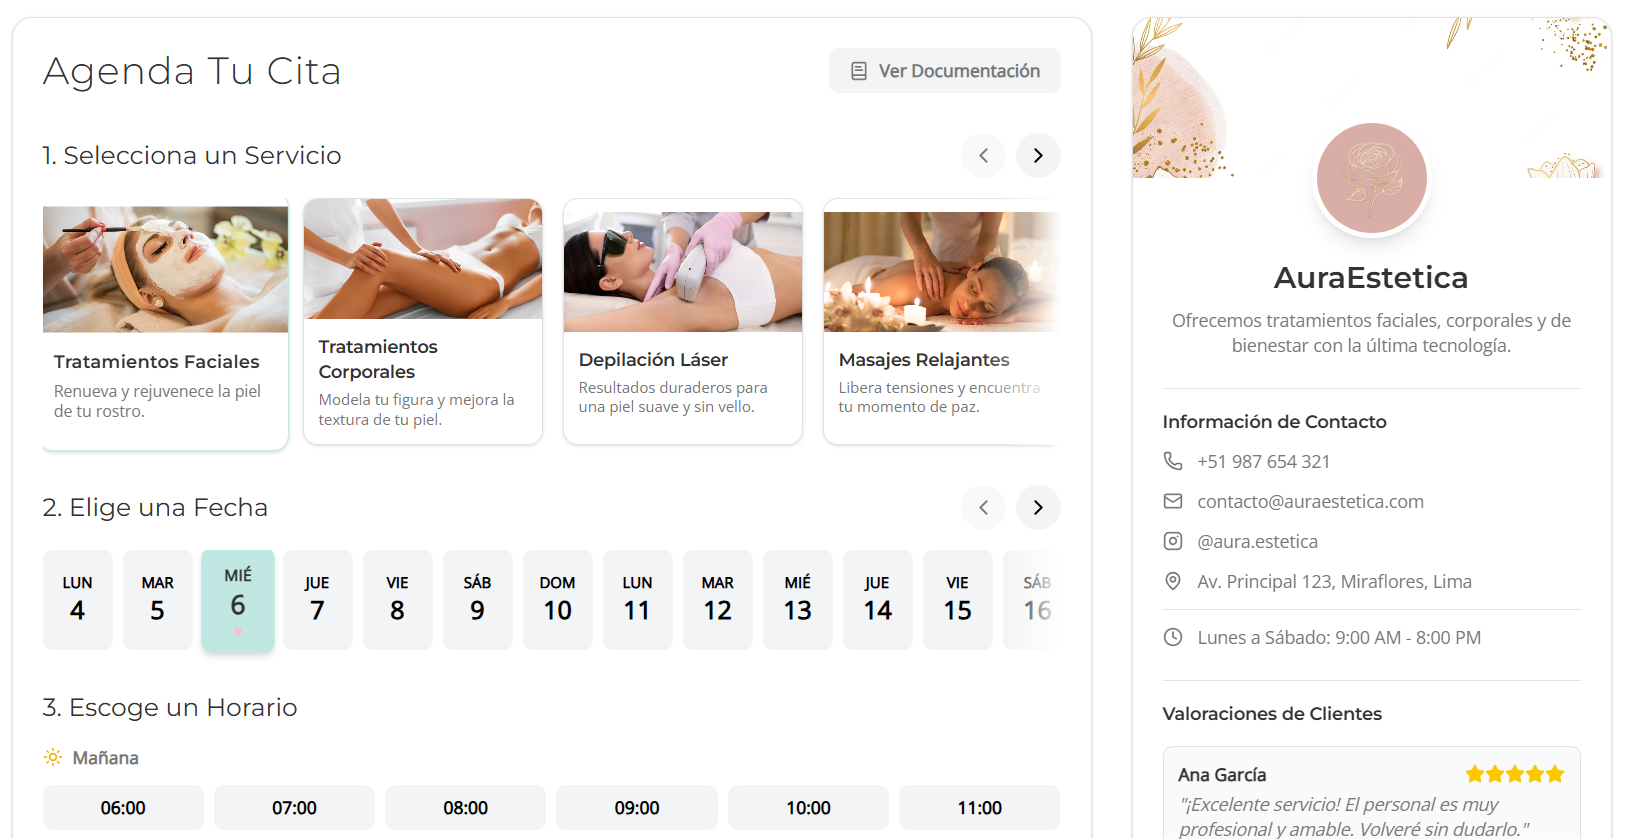 Agenda Tu Cita
Ver Documentación
1. Selecciona un Servicio
Tratamientos Faciales
Renueva y rejuvenece la piel
de tu rostro.
Tratamientos
Corporales
Modela tu figura y mejora la
textura de tu piel.
Depilación Láser
Resultados duraderos para
una piel suave y sin vello.
Masajes Relajantes
Libera tensiones y encuentra
tu momento de paz.
2. Elige una Fecha
LUN
4
MAR
5
MIÉ
6
JUE
7
VIE
8
SÁB
9
DOM
10
LUN
11
MAR
12
MIÉ
13
JUE
14
VIE
15
SÁB
16
3. Escoge un Horario
Mañana
06:00
07:00
08:00
09:00
10:00
11:00
AuraEstetica
Ofrecemos tratamientos faciales, corporales y de
bienestar con la última tecnología.
Información de Contacto
+51 987 654 321
contacto@auraestetica.com
@aura.estetica
Av. Principal 123, Miraflores, Lima
Lunes a Sábado: 9:00 AM - 8:00 PM
Valoraciones de Clientes
Ana García
"¡Excelente servicio! El personal es muy
profesional y amable. Volveré sin dudarlo."